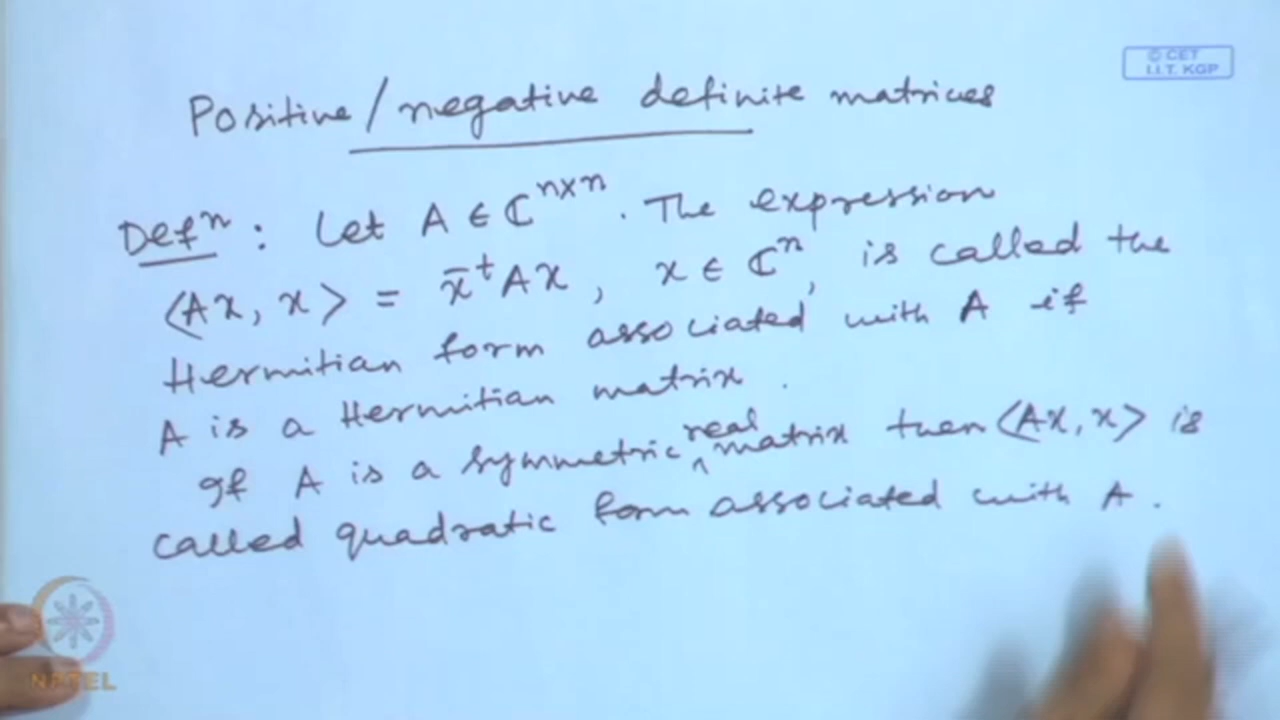 © CET
I.I.T. KGP
Positive/negative definite matrices
Defⁿ : Let A ∈ ℂⁿˣⁿ. The expression
⟨Ax, x⟩ = x̄ᵗAx, x ∈ ℂⁿ, is called the
Hermitian form associated with A if
A is a Hermitian matrix.
If A is a symmetric real matrix then ⟨Ax, x⟩ is
called quadratic form associated with A.
NPTEL